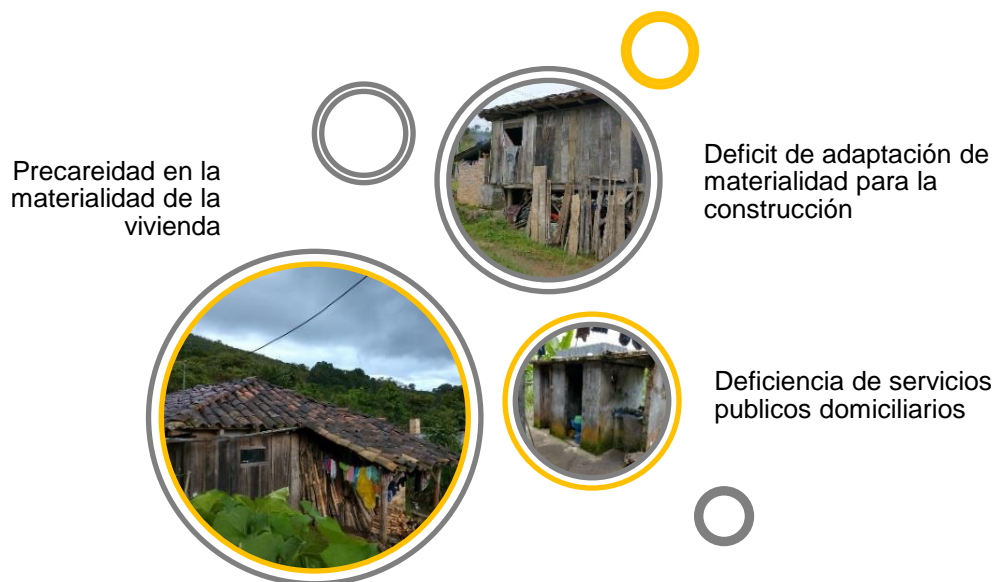 Precareidad en la
materialidad de la
vivienda
Deficit de adaptación de
materialidad para la
construcción
Deficiencia de servicios
publicos domiciliarios